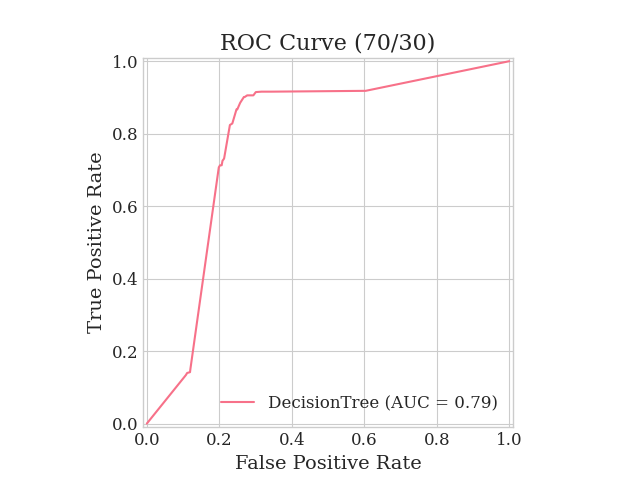 ROC Curve (70/30)
True Positive Rate
1.0
0.8
0.6
0.4
0.2
0.0
DecisionTree (AUC = 0.79)
0.0 0.2 0.4 0.6 0.8 1.0
False Positive Rate